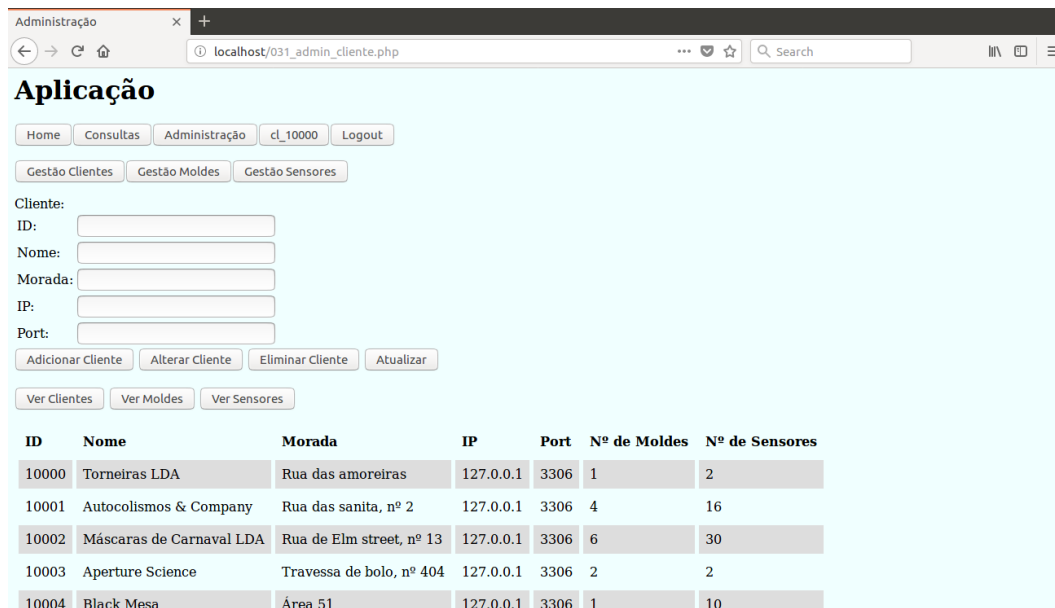 Administração
localhost/031_admin_cliente.php
Search
Aplicação
Home Consultas Administração cl_10000 Logout
Gestão Clientes Gestão Moldes Gestão Sensores
Cliente:
ID:
Nome:
Morada:
IP:
Port:
Adicionar Cliente Alterar Cliente Eliminar Cliente Atualizar
Ver Clientes Ver Moldes Ver Sensores
ID Nome Morada IP Port Nº de Moldes Nº de Sensores
10000 Torneiras LDA Rua das amoreiras 127.0.0.1 3306 1 2
10001 Autocolismos & Company Rua das sanita, nº 2 127.0.0.1 3306 4 16
10002 Máscaras de Carnaval LDA Rua de Elm street, nº 13 127.0.0.1 3306 6 30
10003 Aperture Science Travessa de bolo, nº 404 127.0.0.1 3306 2 2
10004 Black Mesa Área 51 127.0.0.1 3306 1 10